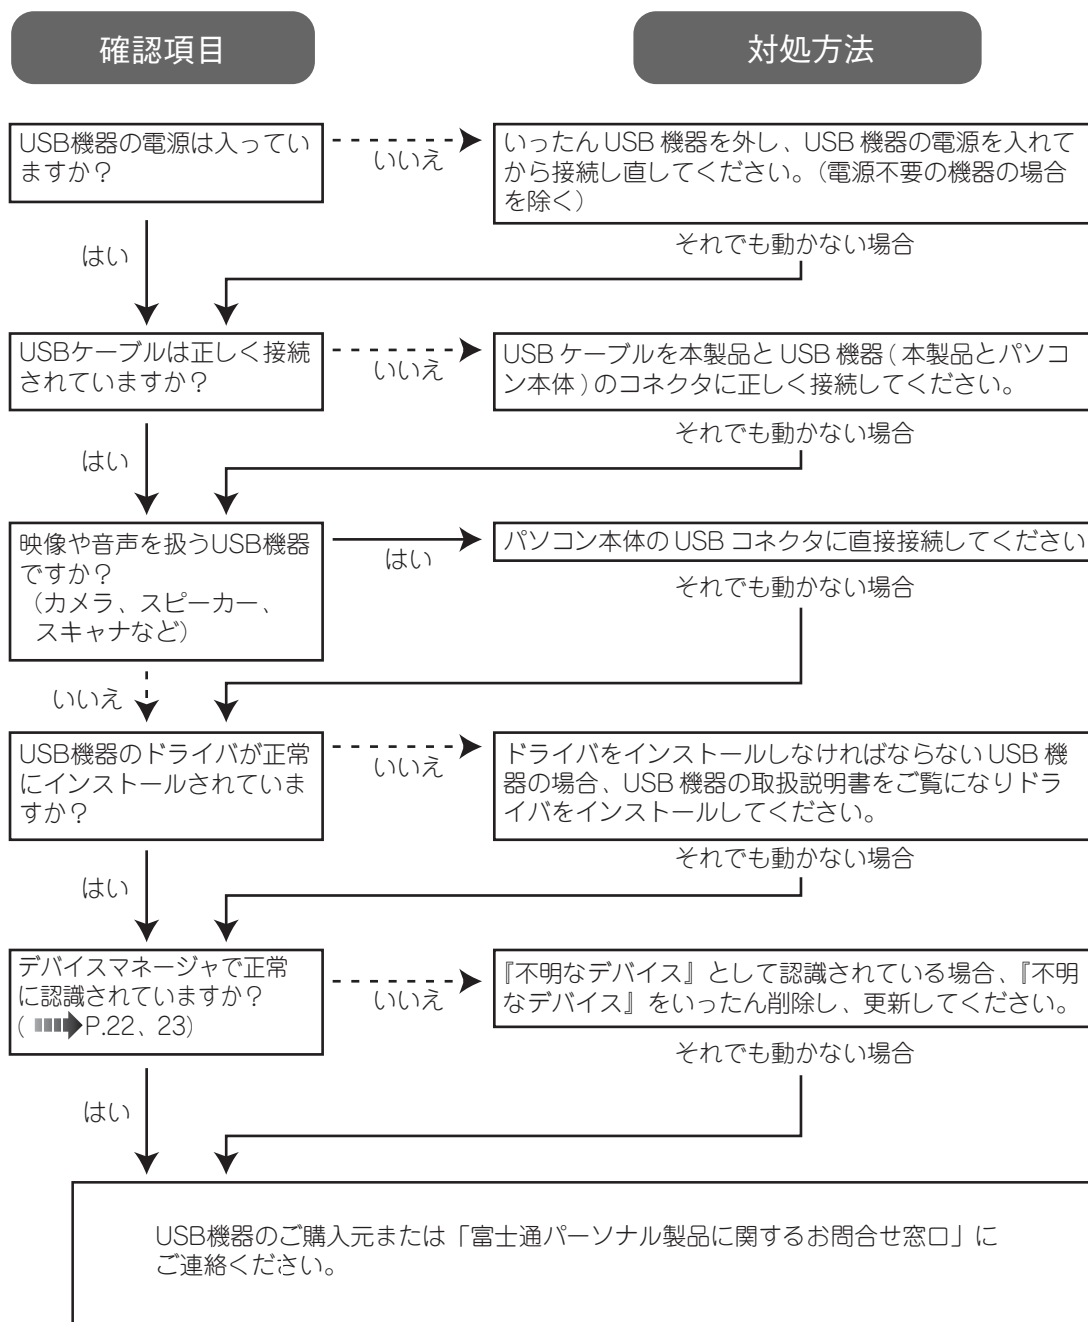 確認項目
対処方法
USB機器の電源は入ってい
ますか？
いいえ
いったん USB 機器を外し、USB 機器の電源を入れて
から接続し直してください。（電源不要の機器の場合
を除く）
はい
それでも動かない場合
USBケーブルは正しく接続
されていますか？
いいえ
USB ケーブルを本製品と USB 機器 ( 本製品とパソコ
ン本体 ) のコネクタに正しく接続してください。
はい
それでも動かない場合
映像や音声を扱うUSB機器
ですか？
（カメラ、スピーカー、
スキャナなど）
はい
パソコン本体の USB コネクタに直接接続してください
それでも動かない場合
いいえ
USB機器のドライバが正常
にインストールされていま
すか？
いいえ
ドライバをインストールしなければならない USB 機
器の場合、USB 機器の取扱説明書をご覧になりドラ
イバをインストールしてください。
はい
それでも動かない場合
デバイスマネージャで正常
に認識されていますか？
( P.22、23)
いいえ
『不明なデバイス』として認識されている場合、『不明
なデバイス』をいったん削除し、更新してください。
はい
それでも動かない場合
USB機器のご購入元または「富士通パーソナル製品に関するお問合せ窓口」に
ご連絡ください。